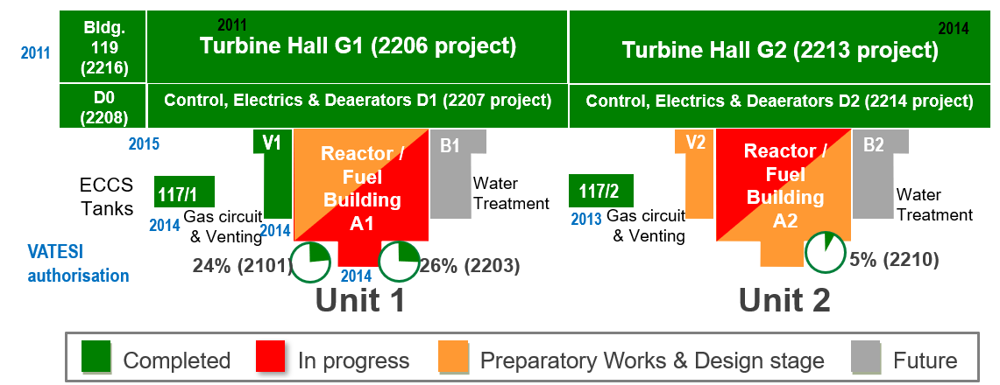 Bldg.
119
(2216)
2011
2011
Turbine Hall G1 (2206 project)
2014
Turbine Hall G2 (2213 project)
D0
(2208)
Control, Electrics & Deaerators D1 (2207 project)
Control, Electrics & Deaerators D2 (2214 project)
2015
V1
Reactor /
Fuel
Building
A1
B1
V2
Reactor /
Fuel
Building
A2
B2
ECCS
Tanks
117/1
2014
Gas circuit
& Venting
2014
Water
Treatment
117/2
2013
Gas circuit
& Venting
Water
Treatment
VATESI
authorisation
24% (2101)
2014
26% (2203)
5% (2210)
Unit 1
Unit 2
Completed
In progress
Preparatory Works & Design stage
Future